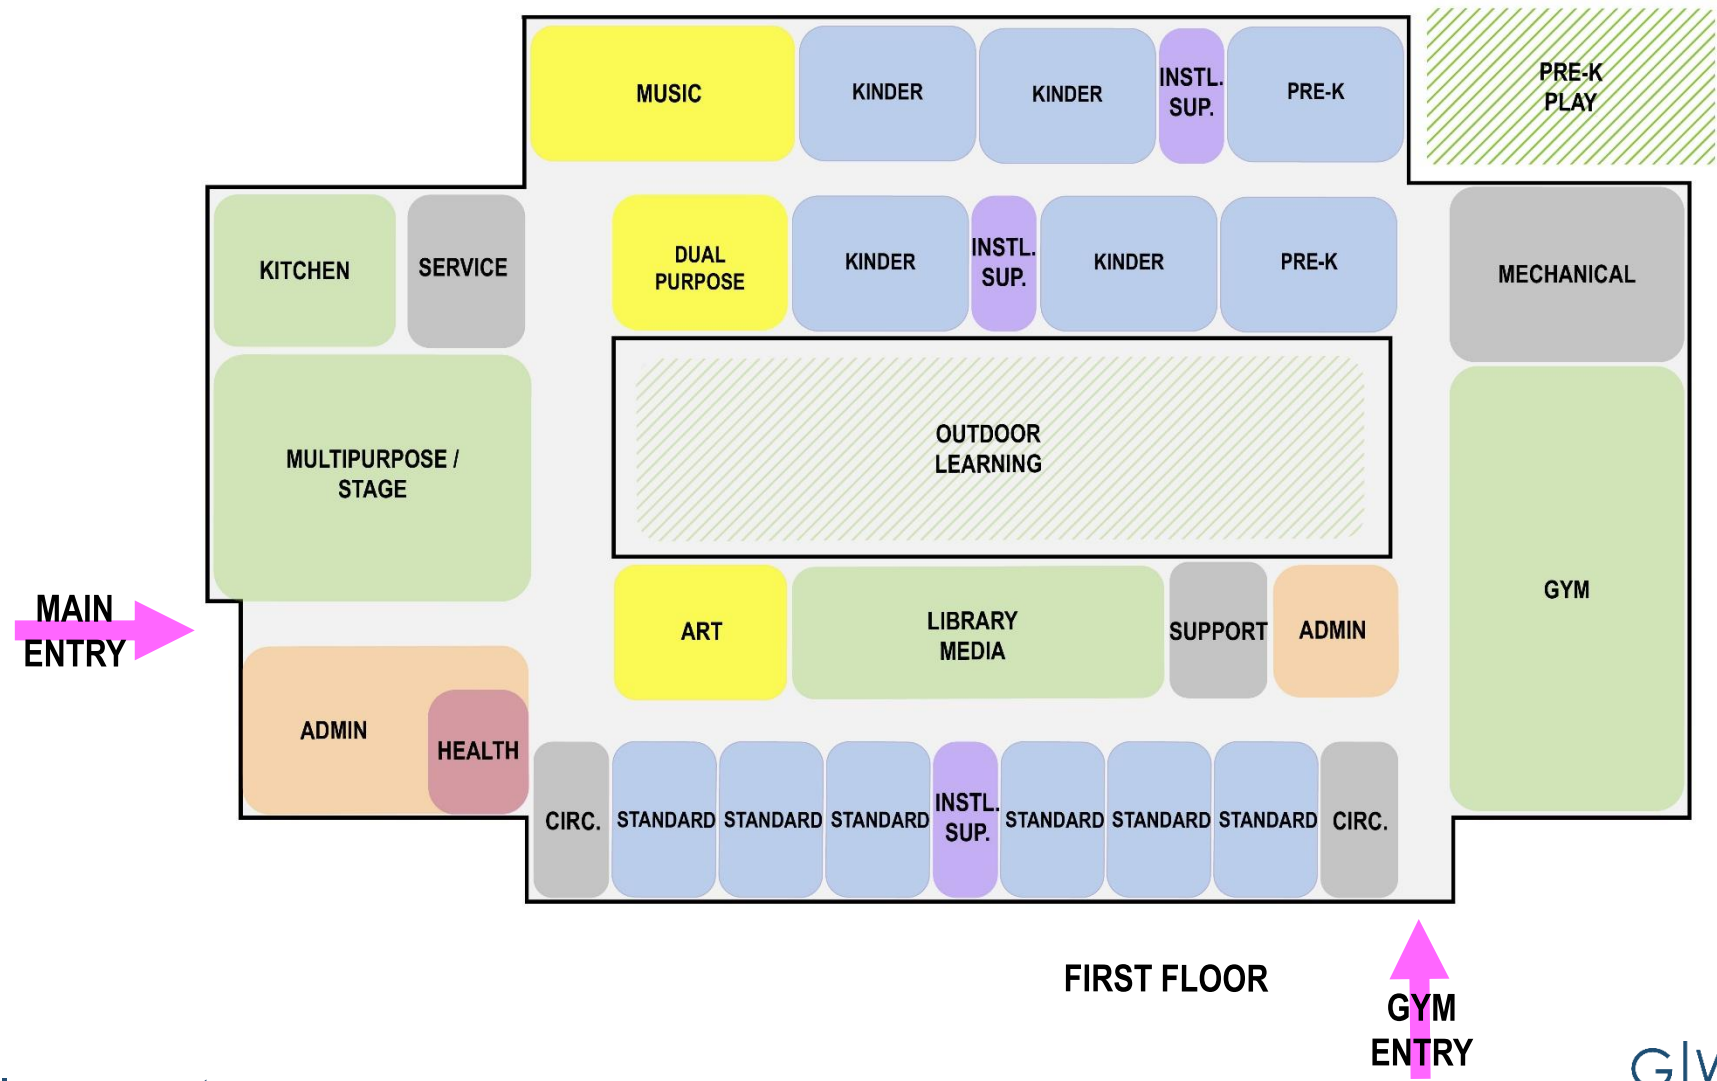 MUSIC
KINDER
KINDER
INSTL.
SUP.
PRE-K
PRE-K
PLAY
KITCHEN
SERVICE
DUAL
PURPOSE
KINDER
INSTL.
SUP.
KINDER
PRE-K
MECHANICAL
MULTIPURPOSE /
STAGE
OUTDOOR
LEARNING
GYM
MAIN
ENTRY
ART
LIBRARY
MEDIA
SUPPORT
ADMIN
ADMIN
HEALTH
CIRC.
STANDARD
STANDARD
STANDARD
INSTL.
SUP.
STANDARD
STANDARD
STANDARD
CIRC.
FIRST FLOOR
GYM
ENTRY